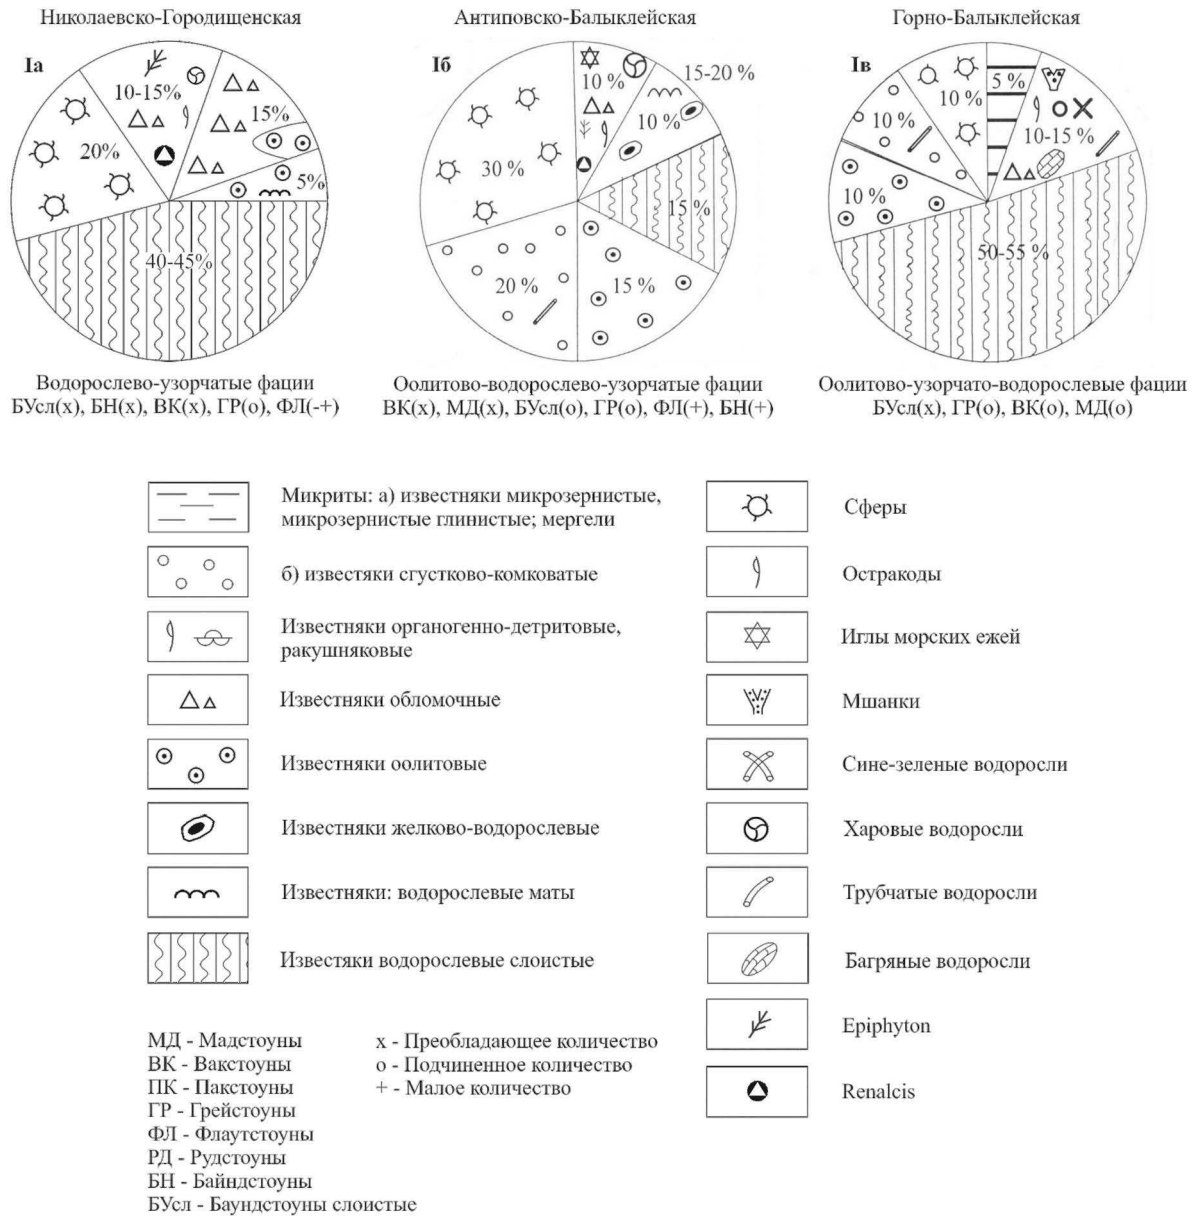 Николаевско-Городищенская
Антиповско-Балыклейская
Горно-Балыклейская
Iа
10-15%
15%
20%
5%
40-45%
Iб
10 %
15-20 %
10 %
30 %
15 %
20 %
15 %
Iв
5 %
10 %
10 %
10-15 %
10 %
50-55 %
Водорослево-узорчатые фации
БУсл(х), БН(х), ВК(х), ГР(о), ФЛ(-+)
Оолитово-водорослево-узорчатые фации
ВК(х), МД(х), БУсл(о), ГР(о), ФЛ(+), БН(+)
Оолитово-узорчато-водорослевые фации
БУсл(х), ГР(о), ВК(о), МД(о)
Микриты: а) известняки микрозернистые,
микрозернистые глинистые; мергели
б) известяки сгустково-комковатые
Известняки органогенно-детритовые,
ракушняковые
Известняки обломочные
Известняки оолитовые
Известняки желково-водорослевые
Известняки: водорослевые маты
Известяки водорослевые слоистые
Сферы
Остракоды
Иглы морских ежей
Мшанки
Сине-зеленые водоросли
Харовые водоросли
Трубчатые водоросли
Багряные водоросли
Epiphyton
Renalcis
МД - Мадстоуны
ВК - Вакстоуны
ПК - Пакстоуны
ГР - Грейстоуны
ФЛ - Флаутстоуны
РД - Рудстоуны
БН - Байндстоуны
БУсл - Баундстоуны слоистые
х - Преобладающее количество
о - Подчиненное количество
+ - Малое количество